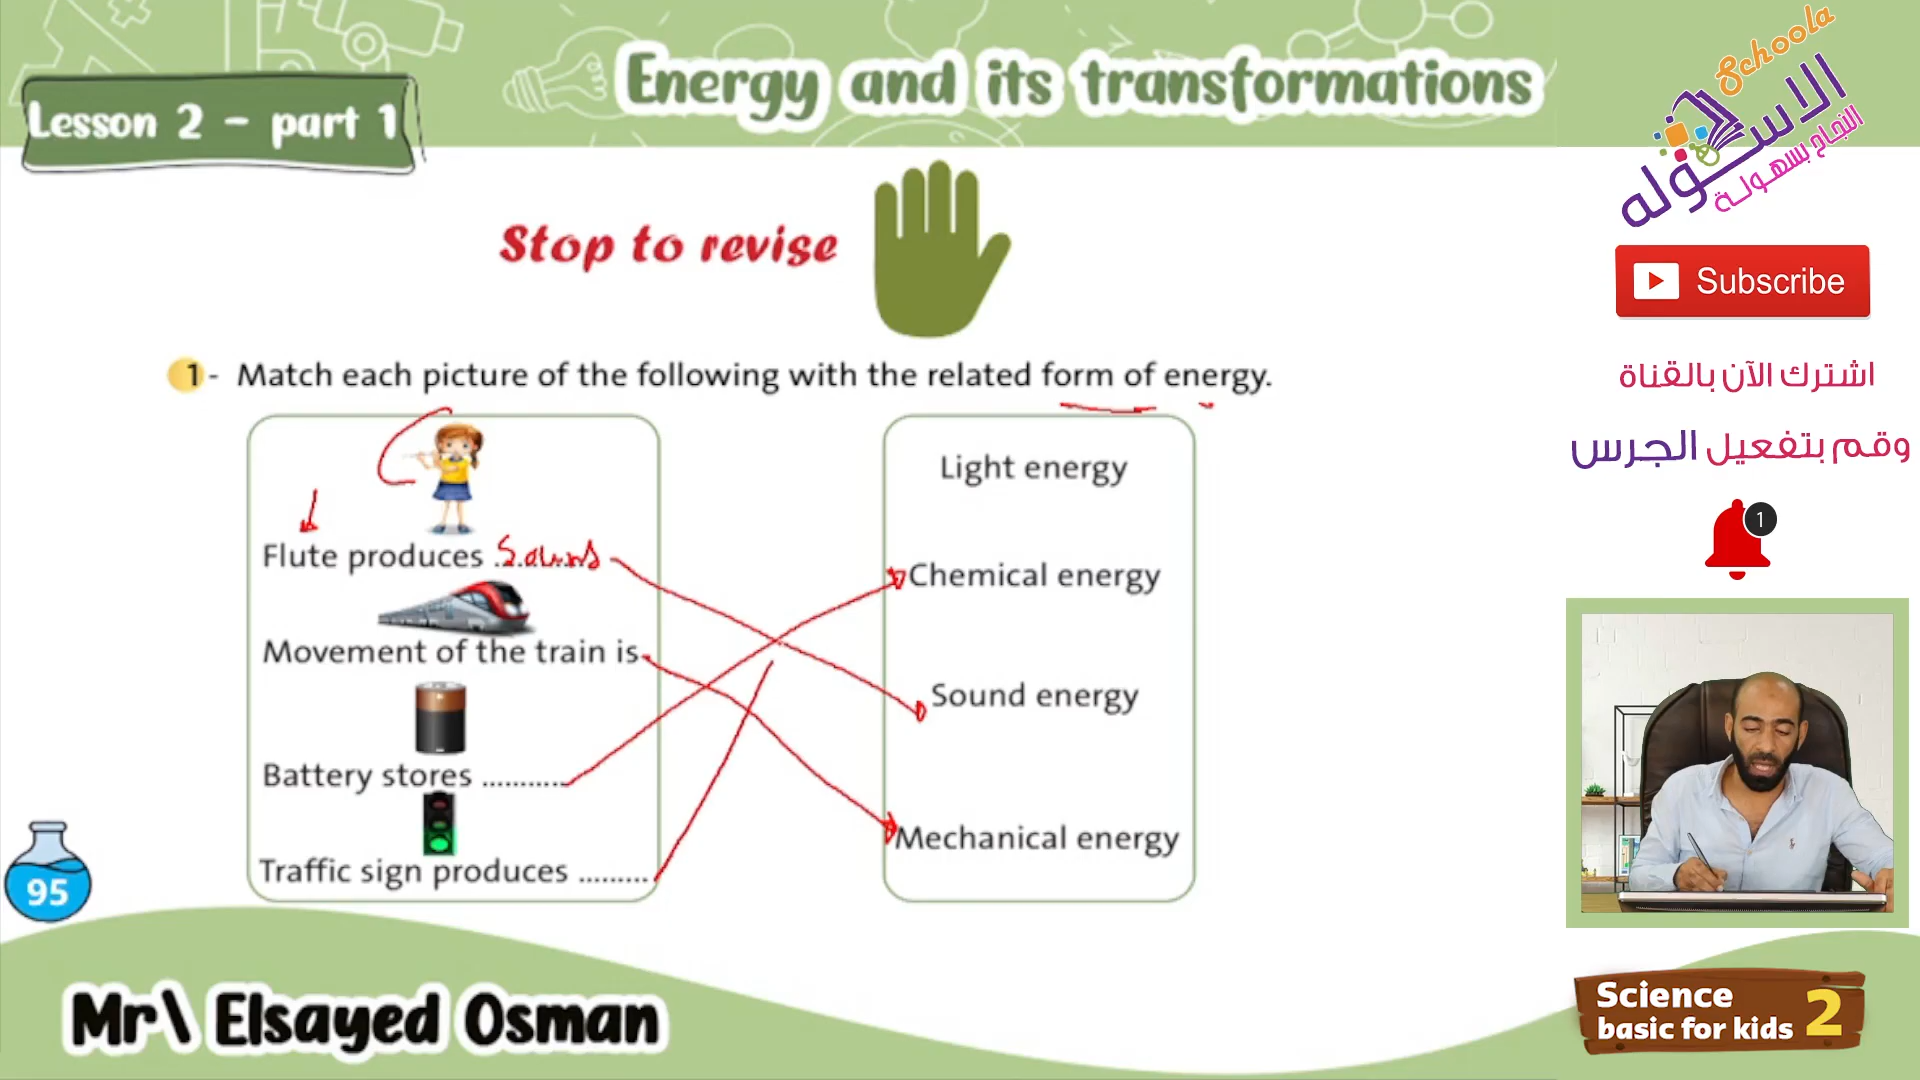 Energy and its transformations
Lesson 2 - part 1
Schoola
الاسكوله
النجاح بسهولة
Stop to revise
Subscribe
1- Match each picture of the following with the related form of energy.
اشترك الآن بالقناة
وقم بتفعيل الجرس
1
Flute produces Sound
Movement of the train is
Battery stores ............
Traffic sign produces .........
Light energy
Chemical energy
Sound energy
Mechanical energy
95
Mr\ Elsayed Osman
Science
basic for kids 2